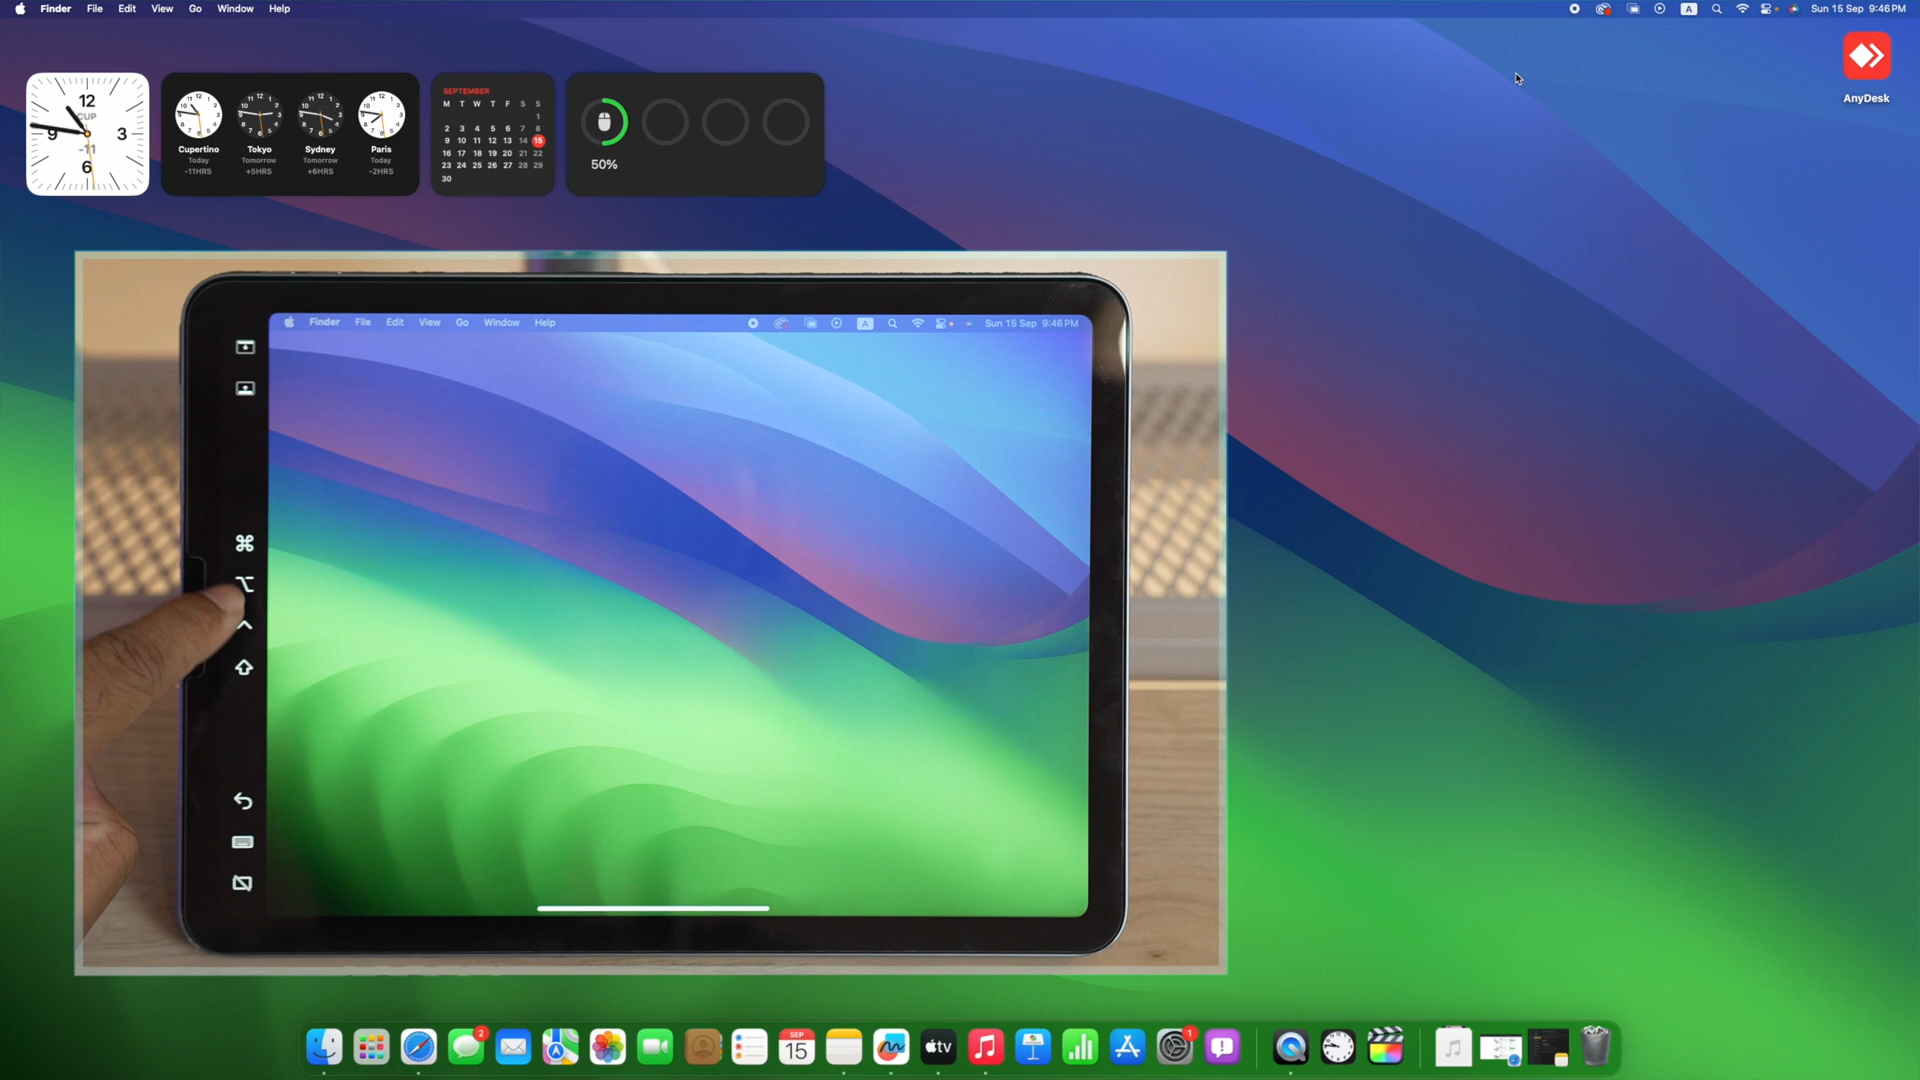 Finder File Edit View Go Window Help
A Sun 15 Sep 9:46 PM
AnyDesk
12
CUP
9 3
-11
6
Cupertino Tokyo Sydney Paris
Today Tomorrow Tomorrow Today
-11HRS +5HRS +6HRS -2HRS
SEPTEMBER
M T W T F S S
1
2 3 4 5 6 7 8
9 10 11 12 13 14 15
16 17 18 19 20 21 22
23 24 25 26 27 28 29
30
50%
Finder File Edit View Go Window Help
A Sun 15 Sep 9:46 PM
2
SEP
15
tv
1